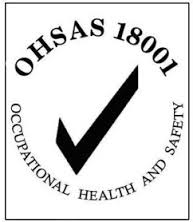 OHSAS 18001
OCCUPATIONAL HEALTH AND SAFETY